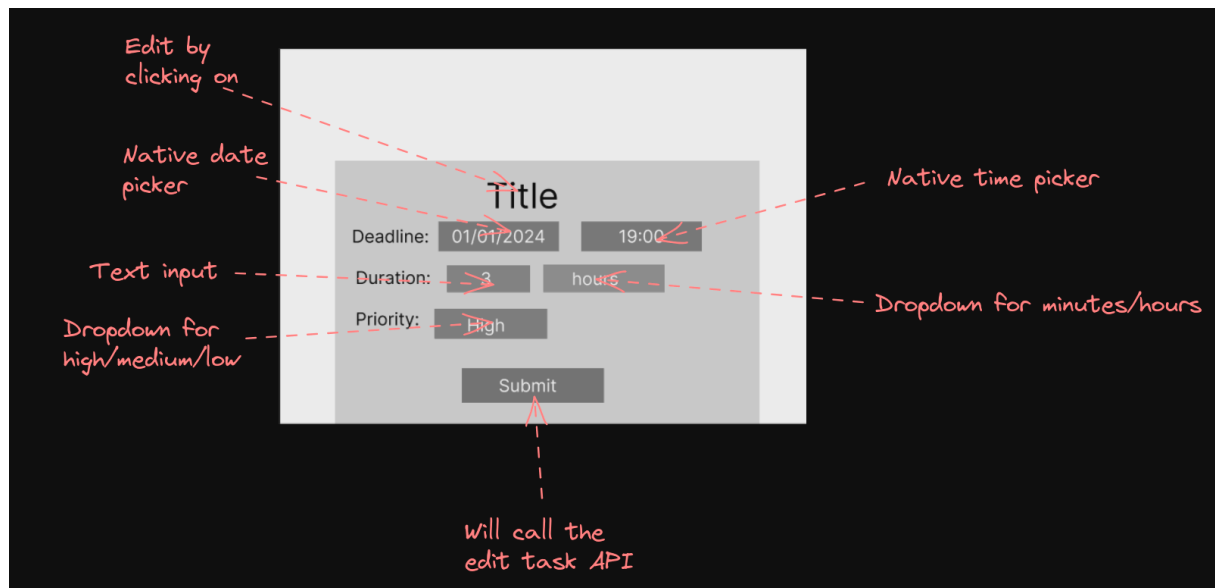 Edit by
clicking on
Native date
picker
Title
Native time picker
Deadline: 01/01/2024 19:00
Text input
Duration: 3 hours
Dropdown for minutes/hours
Dropdown for
high/medium/low
Priority: High
Submit
Will call the
edit task API